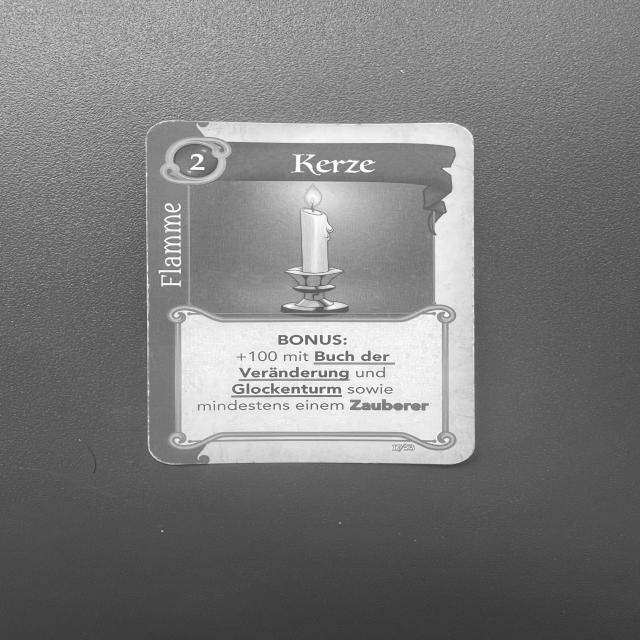 2
Kerze
Flamme
BONUS:
+100 mit Buch der
Veränderung und
Glockenturm sowie
mindestens einem Zauberer